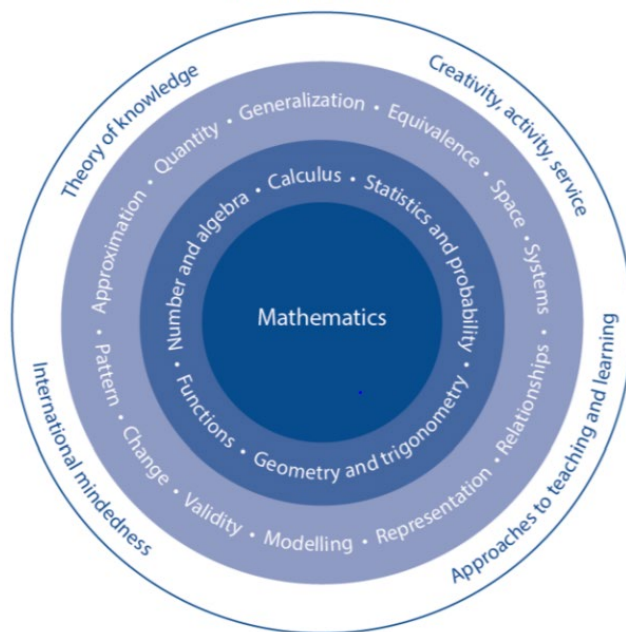 Theory of knowledge
Creativity, activity, service
Approaches to teaching and learning
International mindedness
Approximation • Quantity • Generalization • Equivalence • Space • Systems • Relationships • Representation • Modelling • Validity • Change • Pattern •
Number and algebra • Calculus • Statistics and probability • Geometry and trigonometry • Functions •
Mathematics